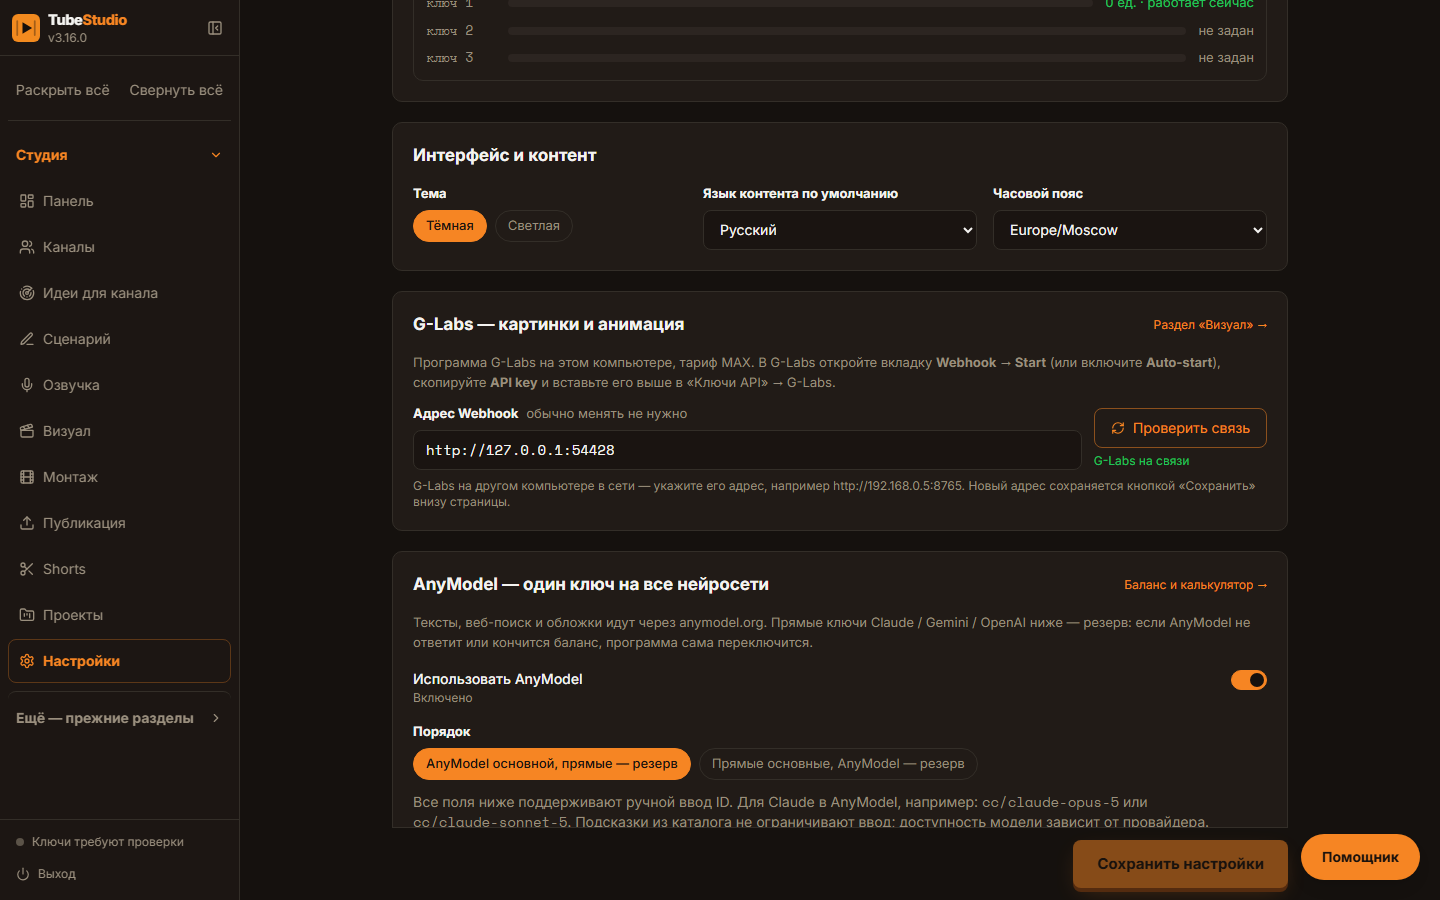 TubeStudio
v3.16.0
Раскрыть всё
Свернуть всё
Студия
Панель
Каналы
Идеи для канала
Сценарий
Озвучка
Визуал
Монтаж
Публикация
Shorts
Проекты
Настройки
Ещё — прежние разделы
Ключи требуют проверки
Выход
ключ 1
0 ед. · работает сейчас
ключ 2
не задан
ключ 3
не задан
Интерфейс и контент
Тема
Тёмная
Светлая
Язык контента по умолчанию
Русский
Часовой пояс
Europe/Moscow
G-Labs — картинки и анимация
Раздел «Визуал» →
Программа G-Labs на этом компьютере, тариф MAX. В G-Labs откройте вкладку Webhook → Start (или включите Auto-start),
скопируйте API key и вставьте его выше в «Ключи API» → G-Labs.
Адрес Webhook обычно менять не нужно
http://127.0.0.1:54428
Проверить связь
G-Labs на связи
G-Labs на другом компьютере в сети — укажите его адрес, например http://192.168.0.5:8765. Новый адрес сохраняется кнопкой «Сохранить»
внизу страницы.
AnyModel — один ключ на все нейросети
Баланс и калькулятор →
Тексты, веб-поиск и обложки идут через anymodel.org. Прямые ключи Claude / Gemini / OpenAI ниже — резерв: если AnyModel не
ответит или кончится баланс, программа сама переключится.
Использовать AnyModel
Включено
Порядок
AnyModel основной, прямые — резерв
Прямые основные, AnyModel — резерв
Все поля ниже поддерживают ручной ввод ID. Для Claude в AnyModel, например: cc/claude-opus-5 или
cc/claude-sonnet-5. Подсказки из каталога не ограничивают ввод; доступность модели зависит от провайдера.
Сохранить настройки
Помощник